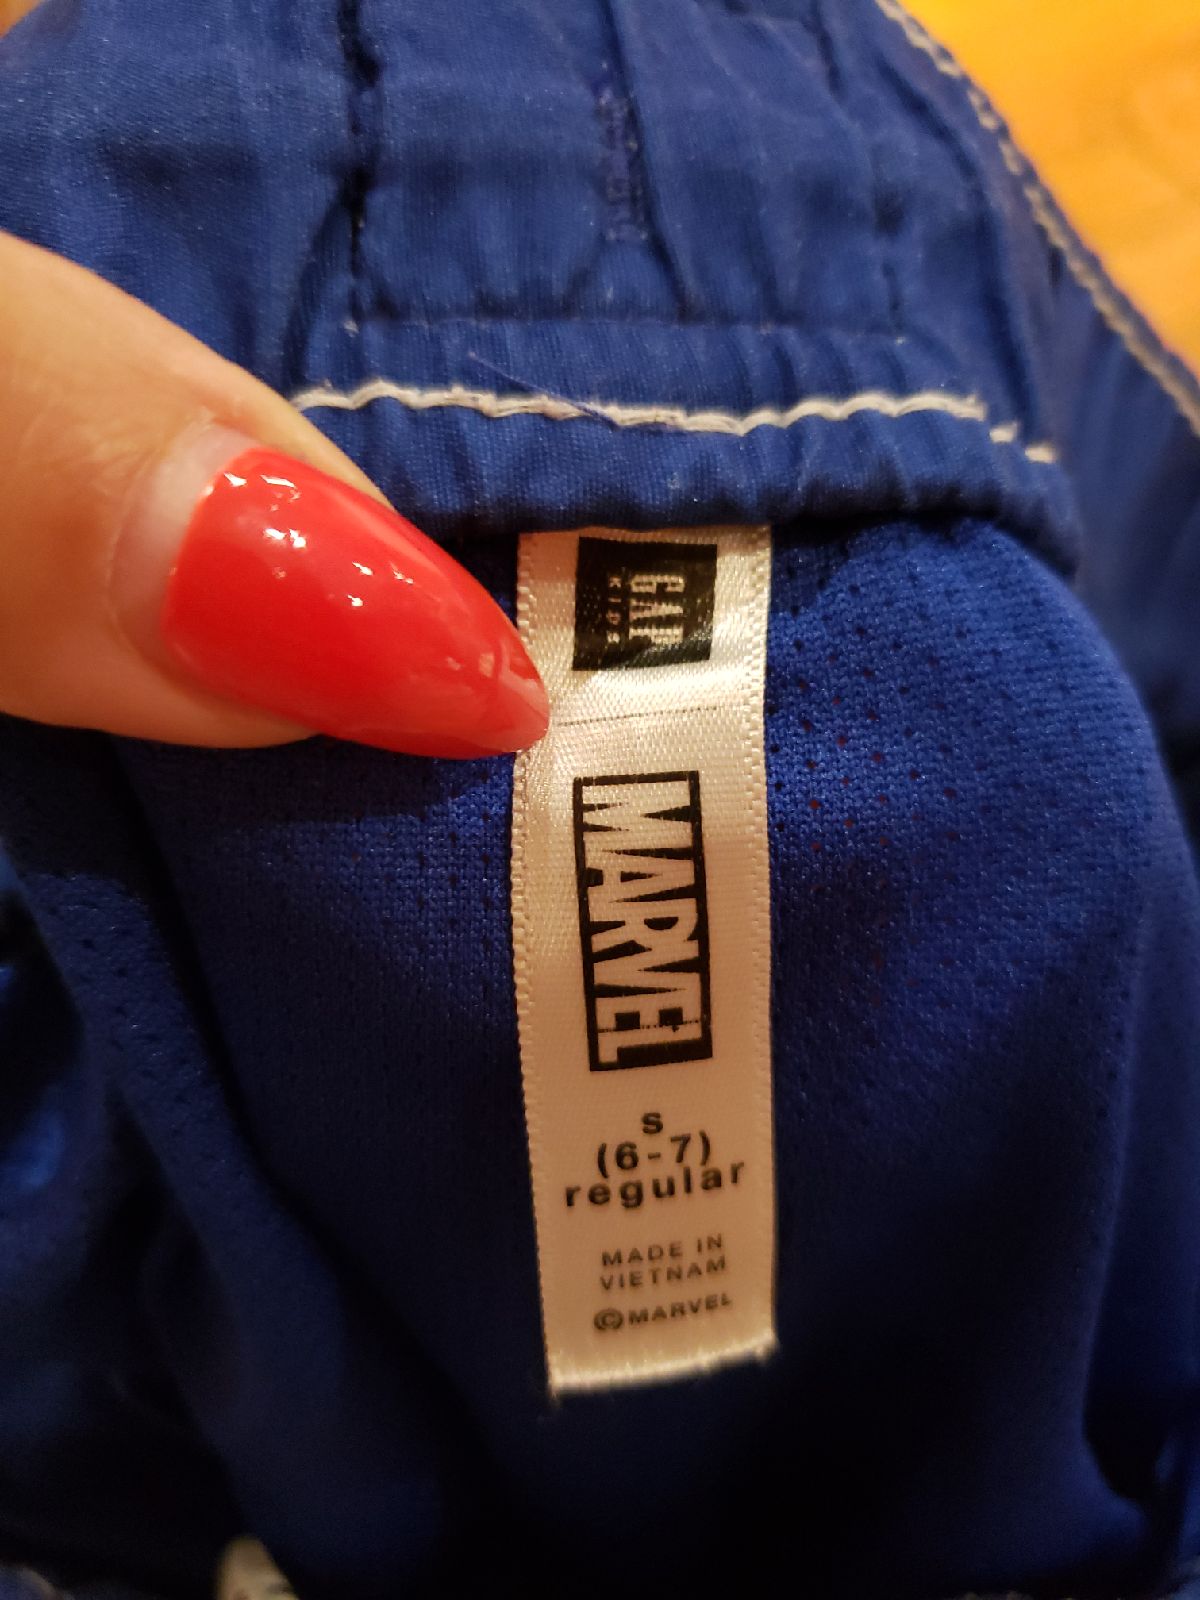 GAP
KIDS
MARVEL
S
(6-7)
regular
MADE IN
VIETNAM
©MARVEL